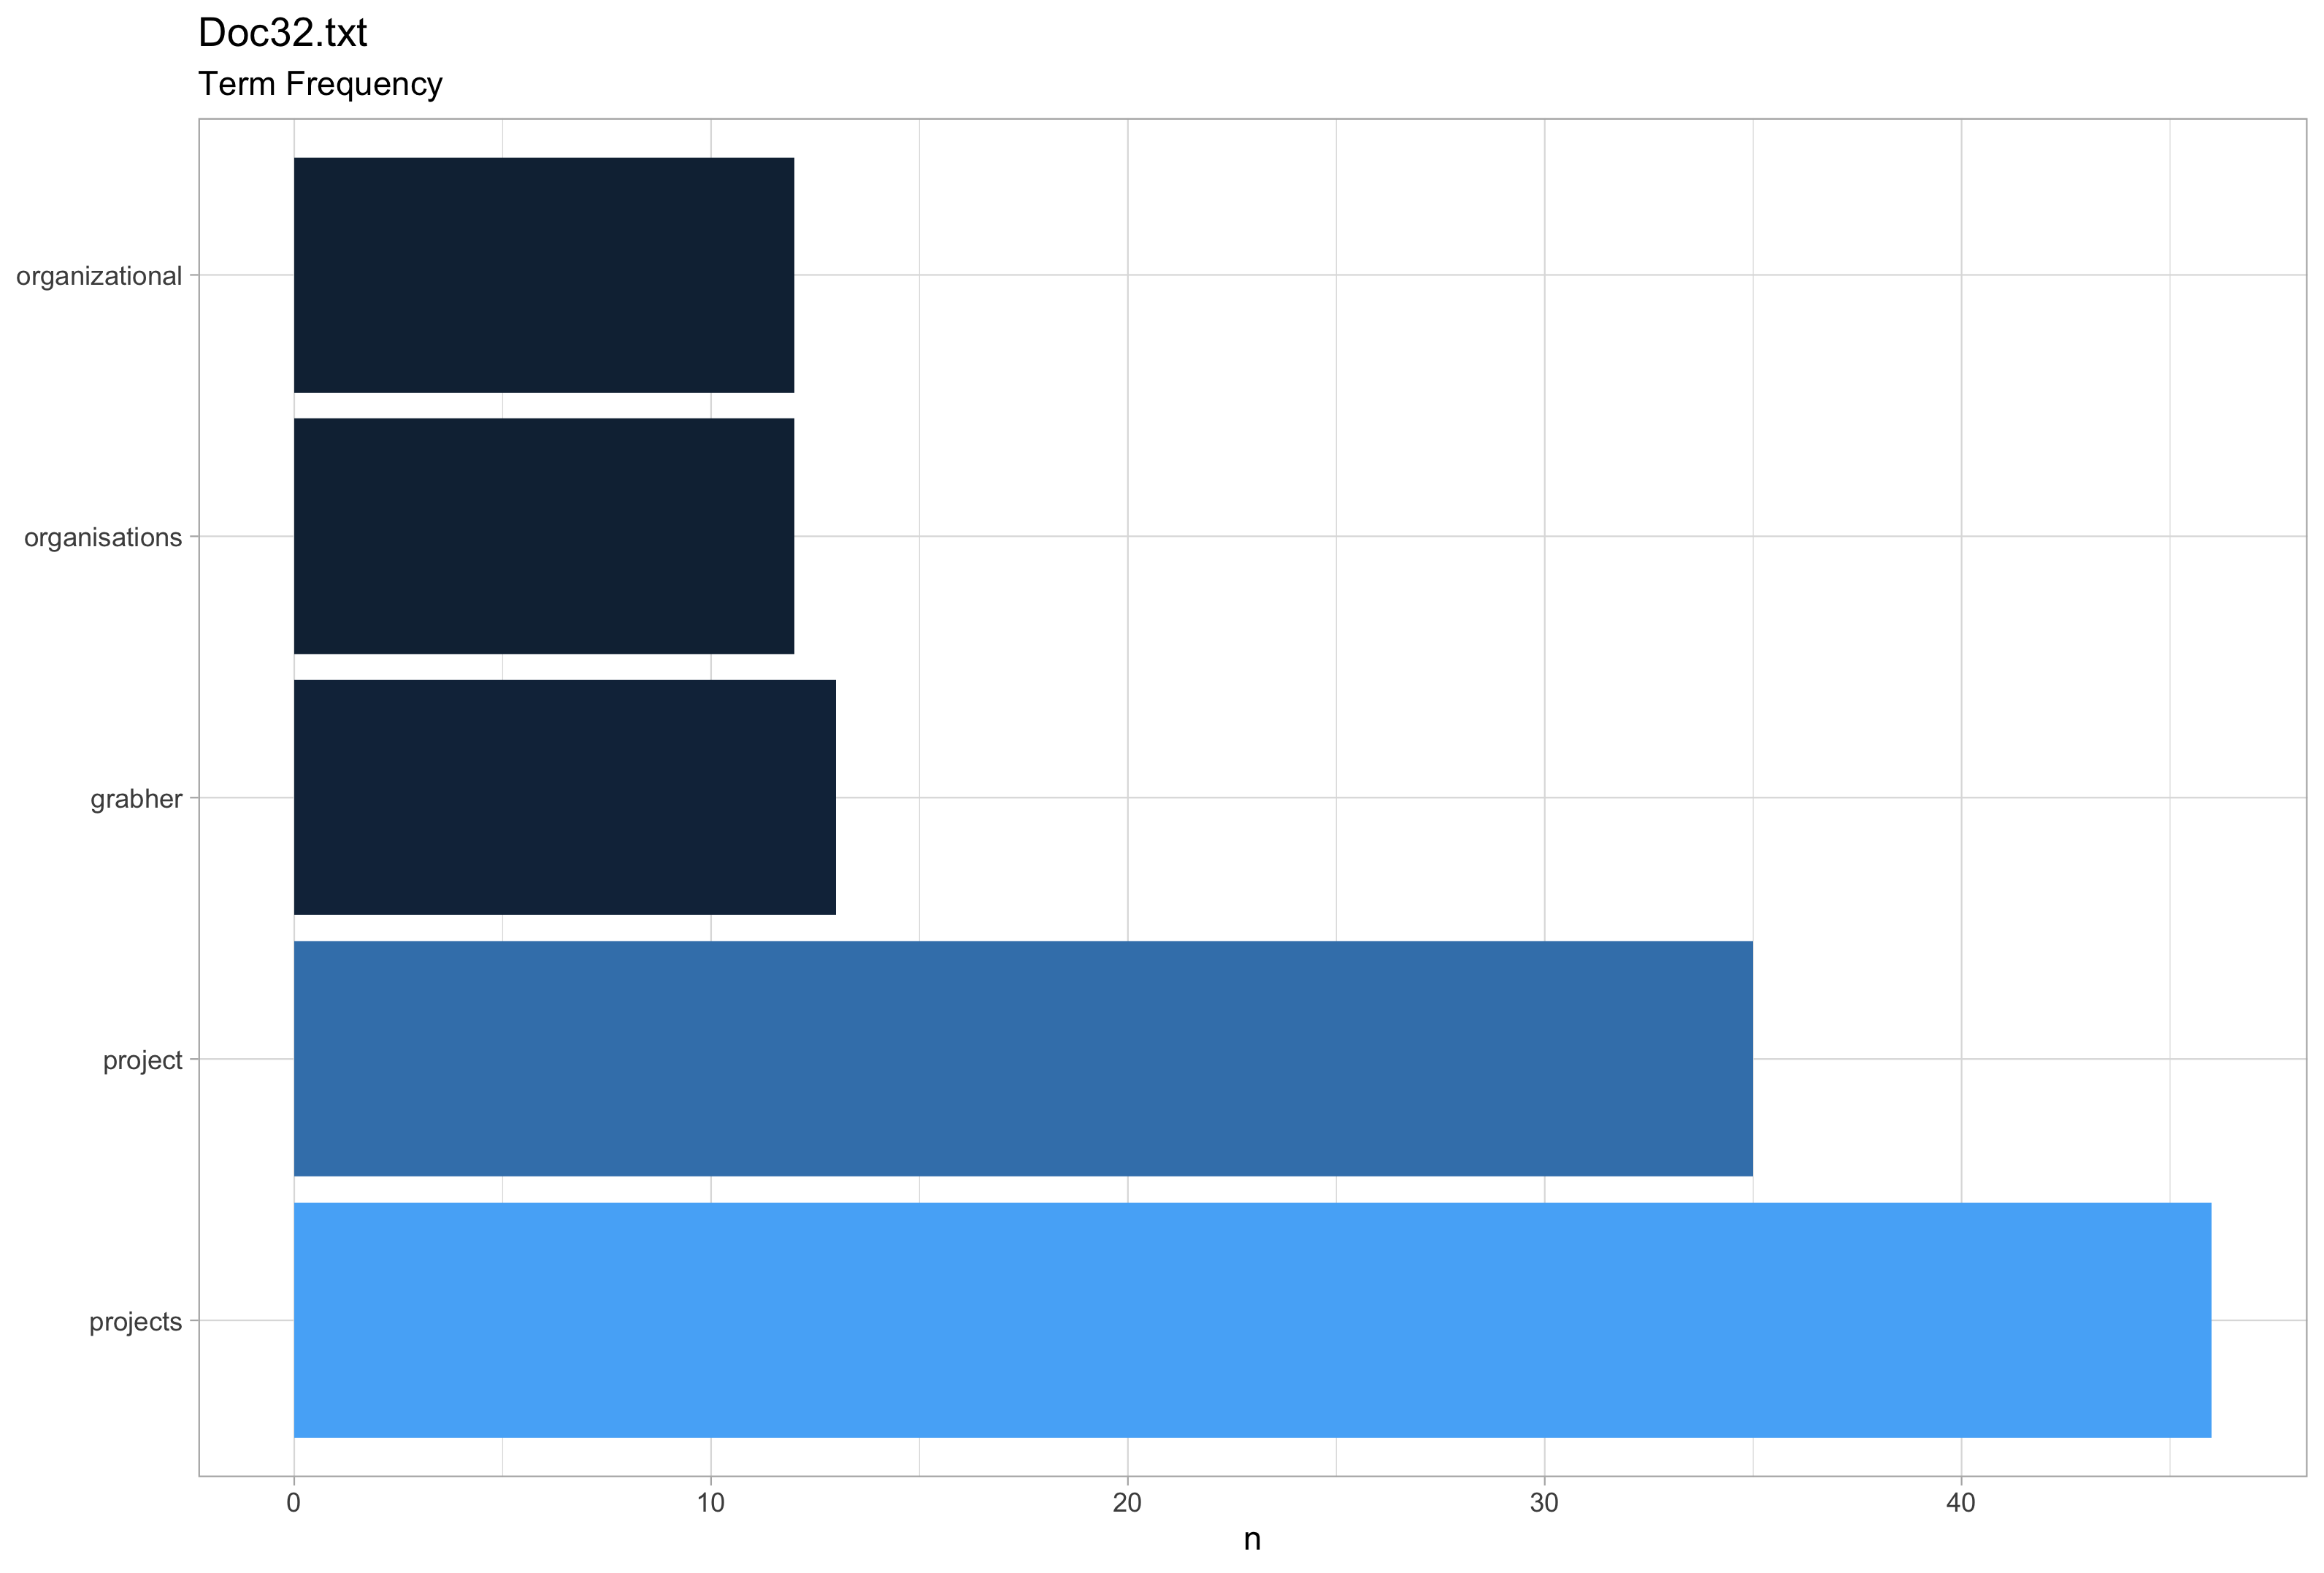 Doc32.txt
Term Frequency
organizational
organisations
grabher
project
projects
0 10 20 30 40
n